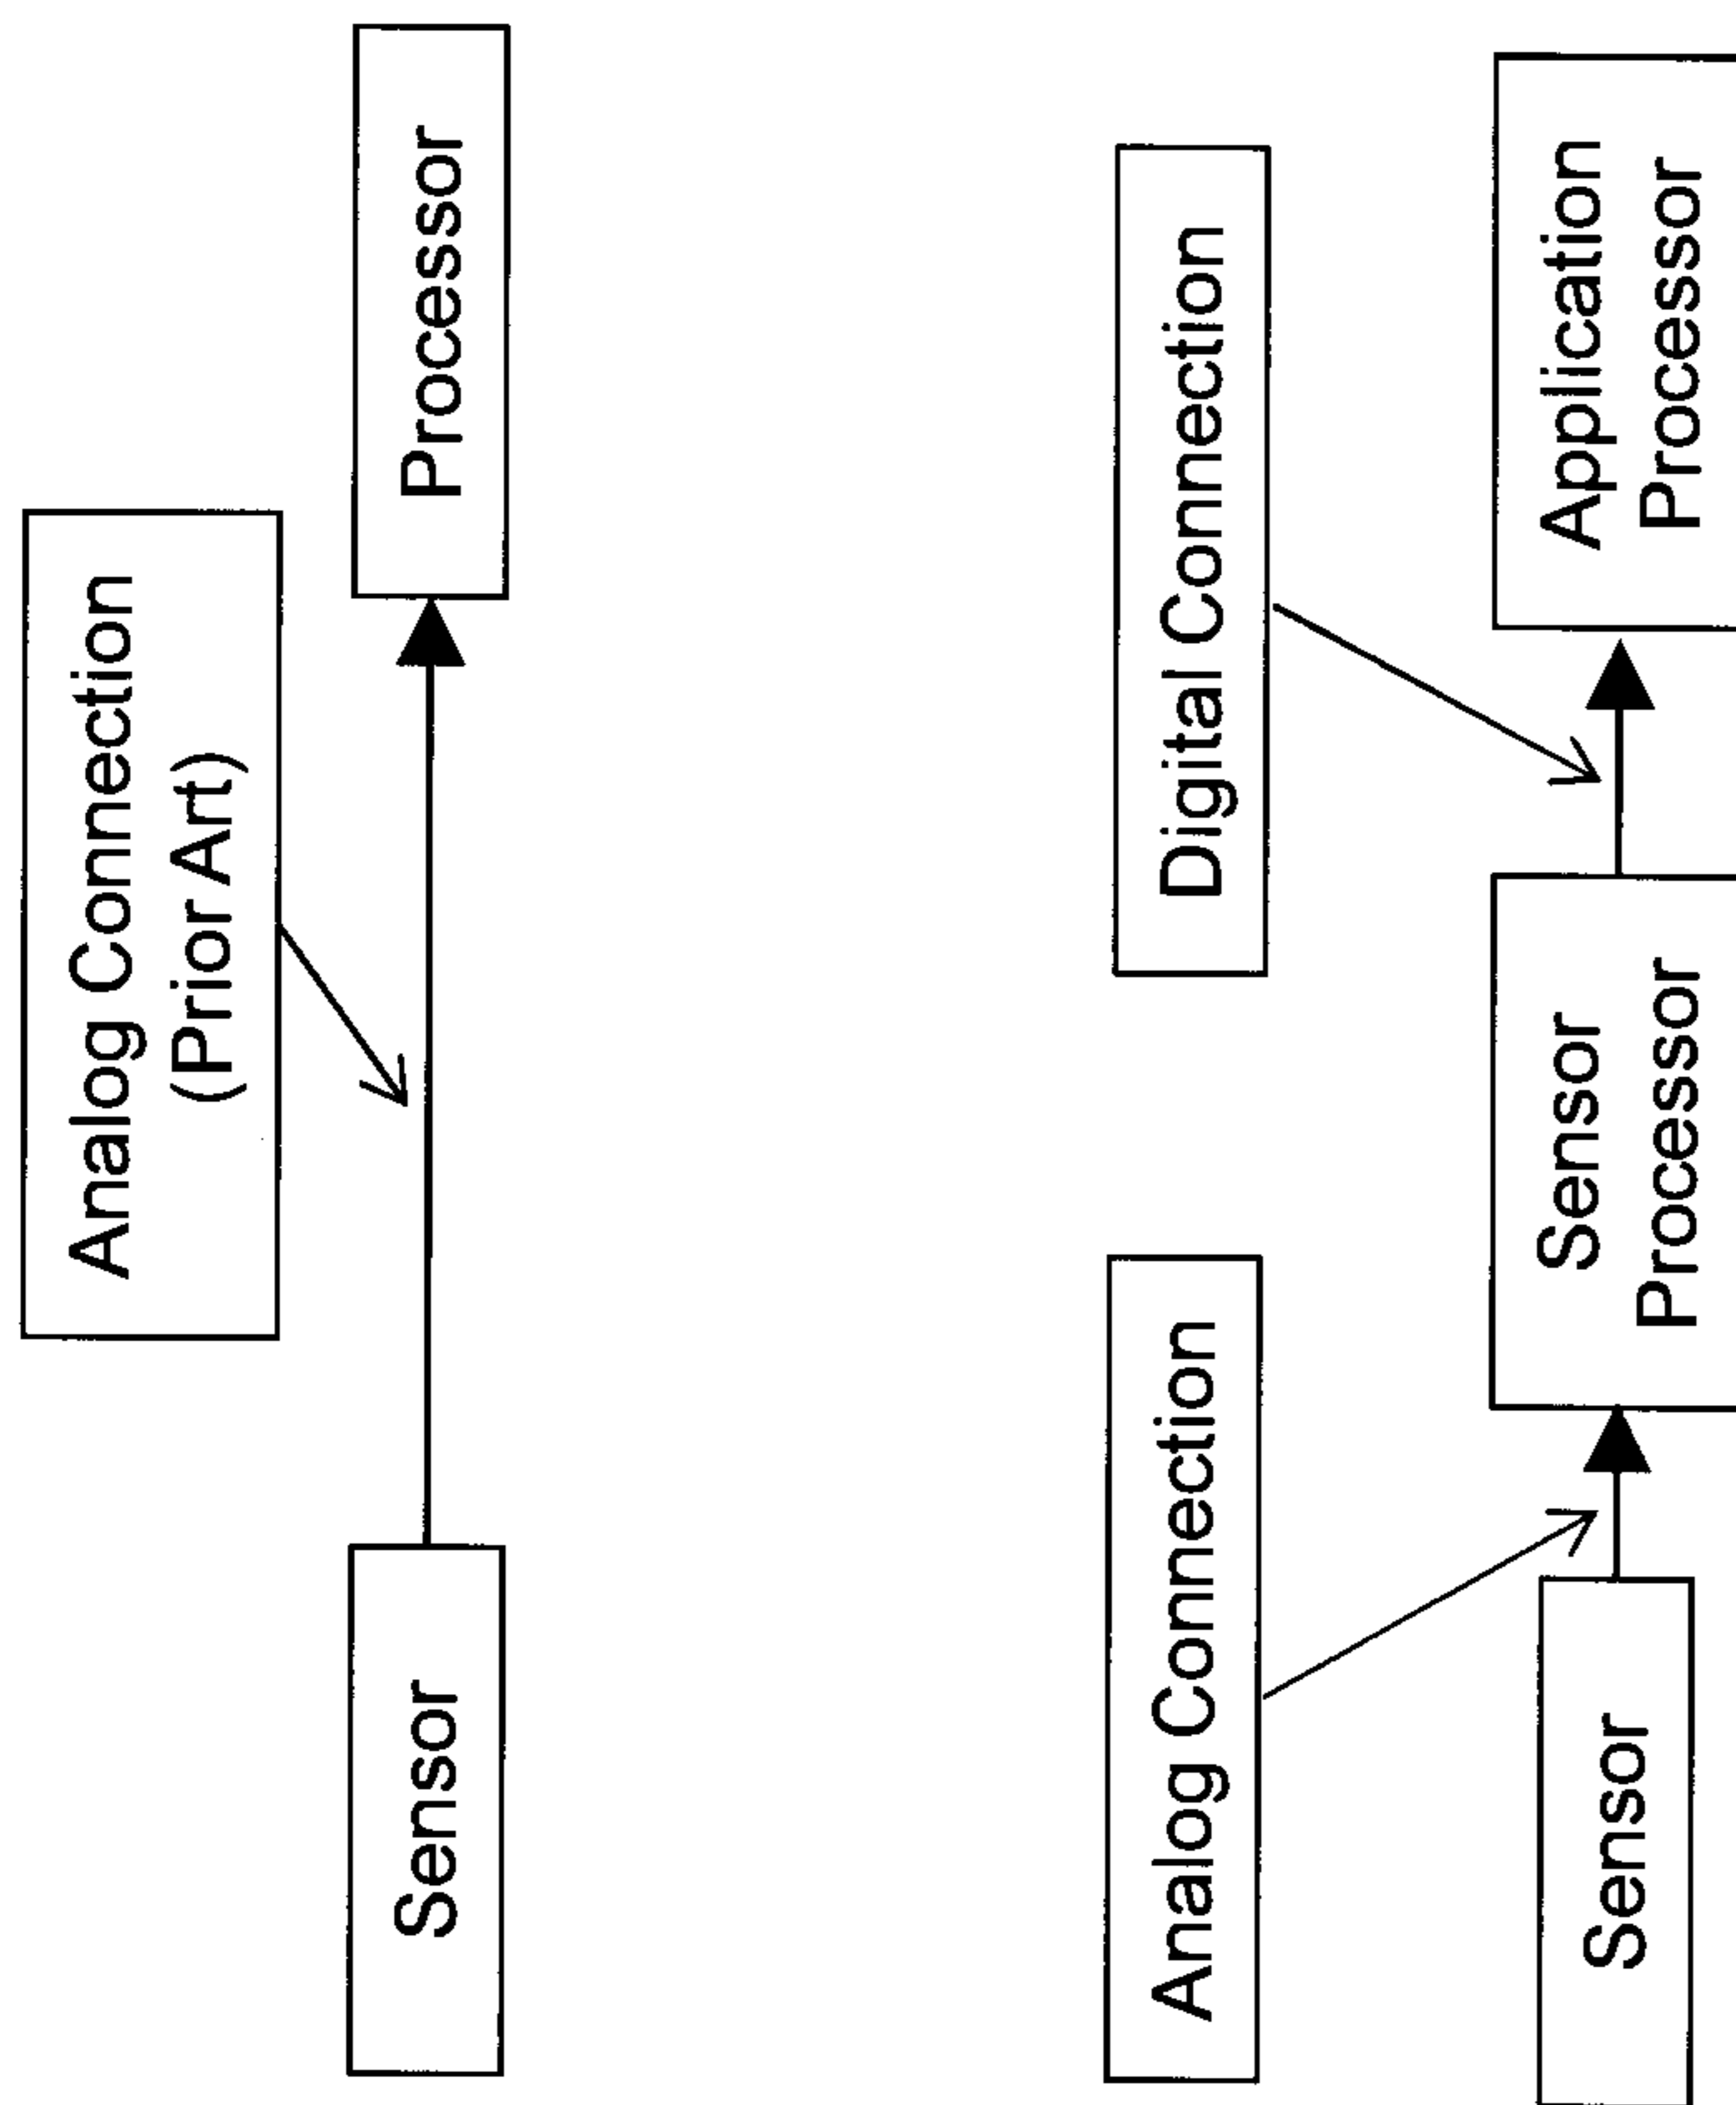 Analog Connection
(Prior Art)
Sensor
Processor
Analog Connection
Digital Connection
Sensor
Sensor
Processor
Application
Processor